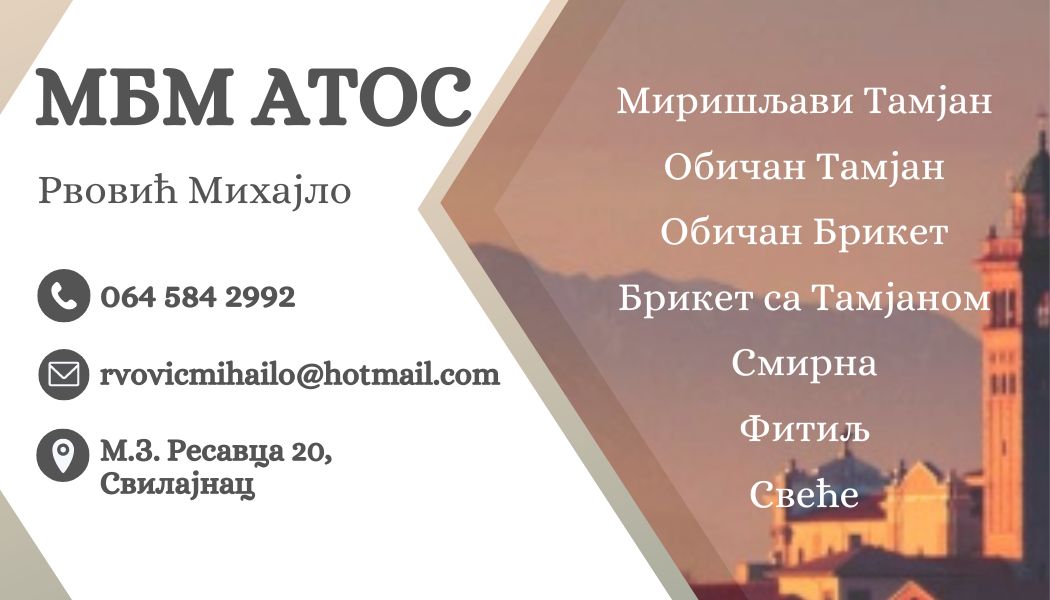 МБМ АТОС
Рвовић Михајло
064 584 2992
rvovicmihailo@hotmail.com
М.З. Ресавца 20,
Свилајнац
Миришљави Тамјан
Обичан Тамјан
Обичан Брикет
Брикет са Тамјаном
Смирна
Фитиљ
Свеће